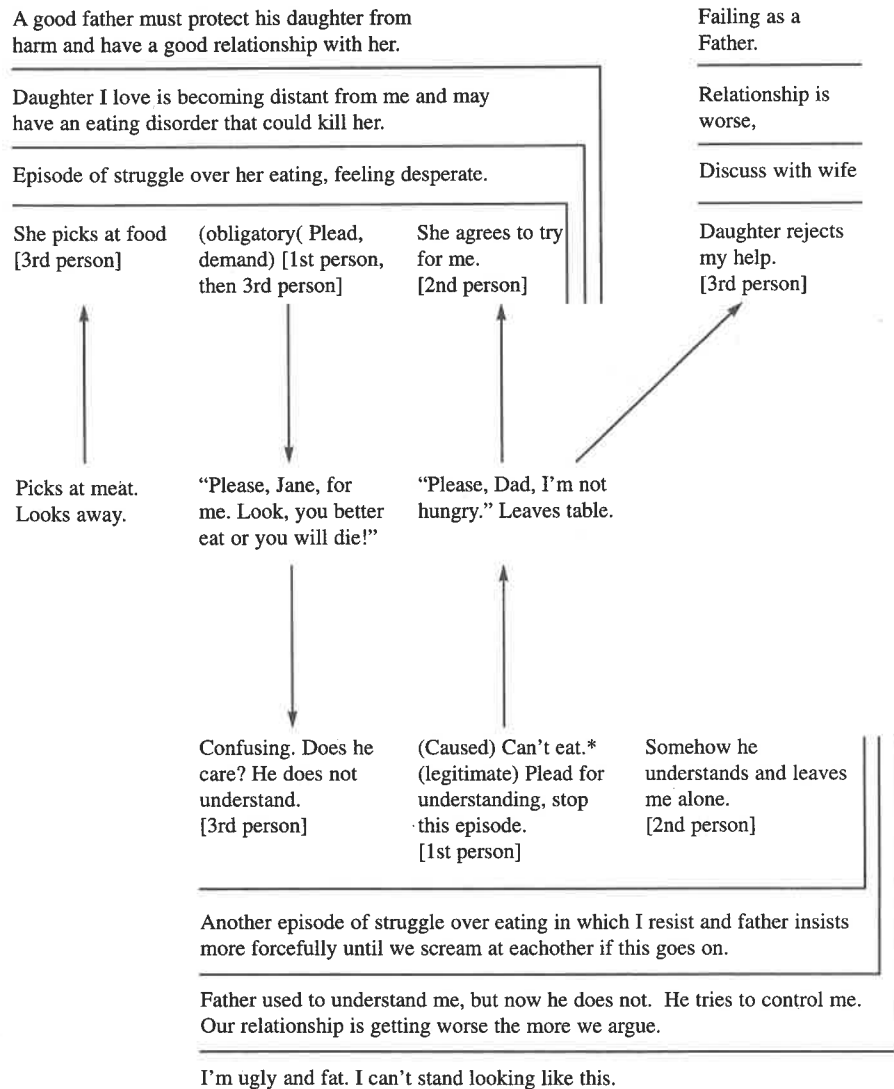 A good father must protect his daughter from
harm and have a good relationship with her.
Failing as a
Father.
Daughter I love is becoming distant from me and may
have an eating disorder that could kill her.
Relationship is
worse,
Episode of struggle over her eating, feeling desperate.
Discuss with wife
She picks at food
[3rd person]
(obligatory( Plead,
demand) [1st person,
then 3rd person]
She agrees to try
for me.
[2nd person]
Daughter rejects
my help.
[3rd person]
Picks at meat.
Looks away.
"Please, Jane, for
me. Look, you better
eat or you will die!"
"Please, Dad, I'm not
hungry." Leaves table.
Confusing. Does he
care? He does not
understand.
[3rd person]
(Caused) Can't eat.*
(legitimate) Plead for
understanding, stop
this episode.
[1st person]
Somehow he
understands and leaves
me alone.
[2nd person]
Another episode of struggle over eating in which I resist and father insists
more forcefully until we scream at eachother if this goes on.
Father used to understand me, but now he does not. He tries to control me.
Our relationship is getting worse the more we argue.
I'm ugly and fat. I can't stand looking like this.